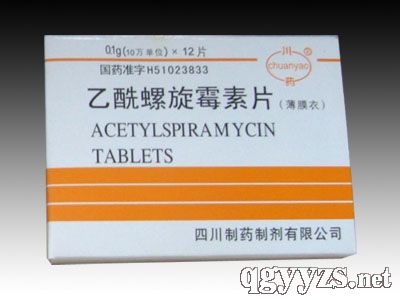 0.1g(10万单位)×12片
国药准字H51023833
川
R
chuanyao
药
乙酰螺旋霉素片(薄膜衣)
ACETYLSPIRAMYCIN
TABLETS
四川制药制剂有限公司
qgyyzs.net